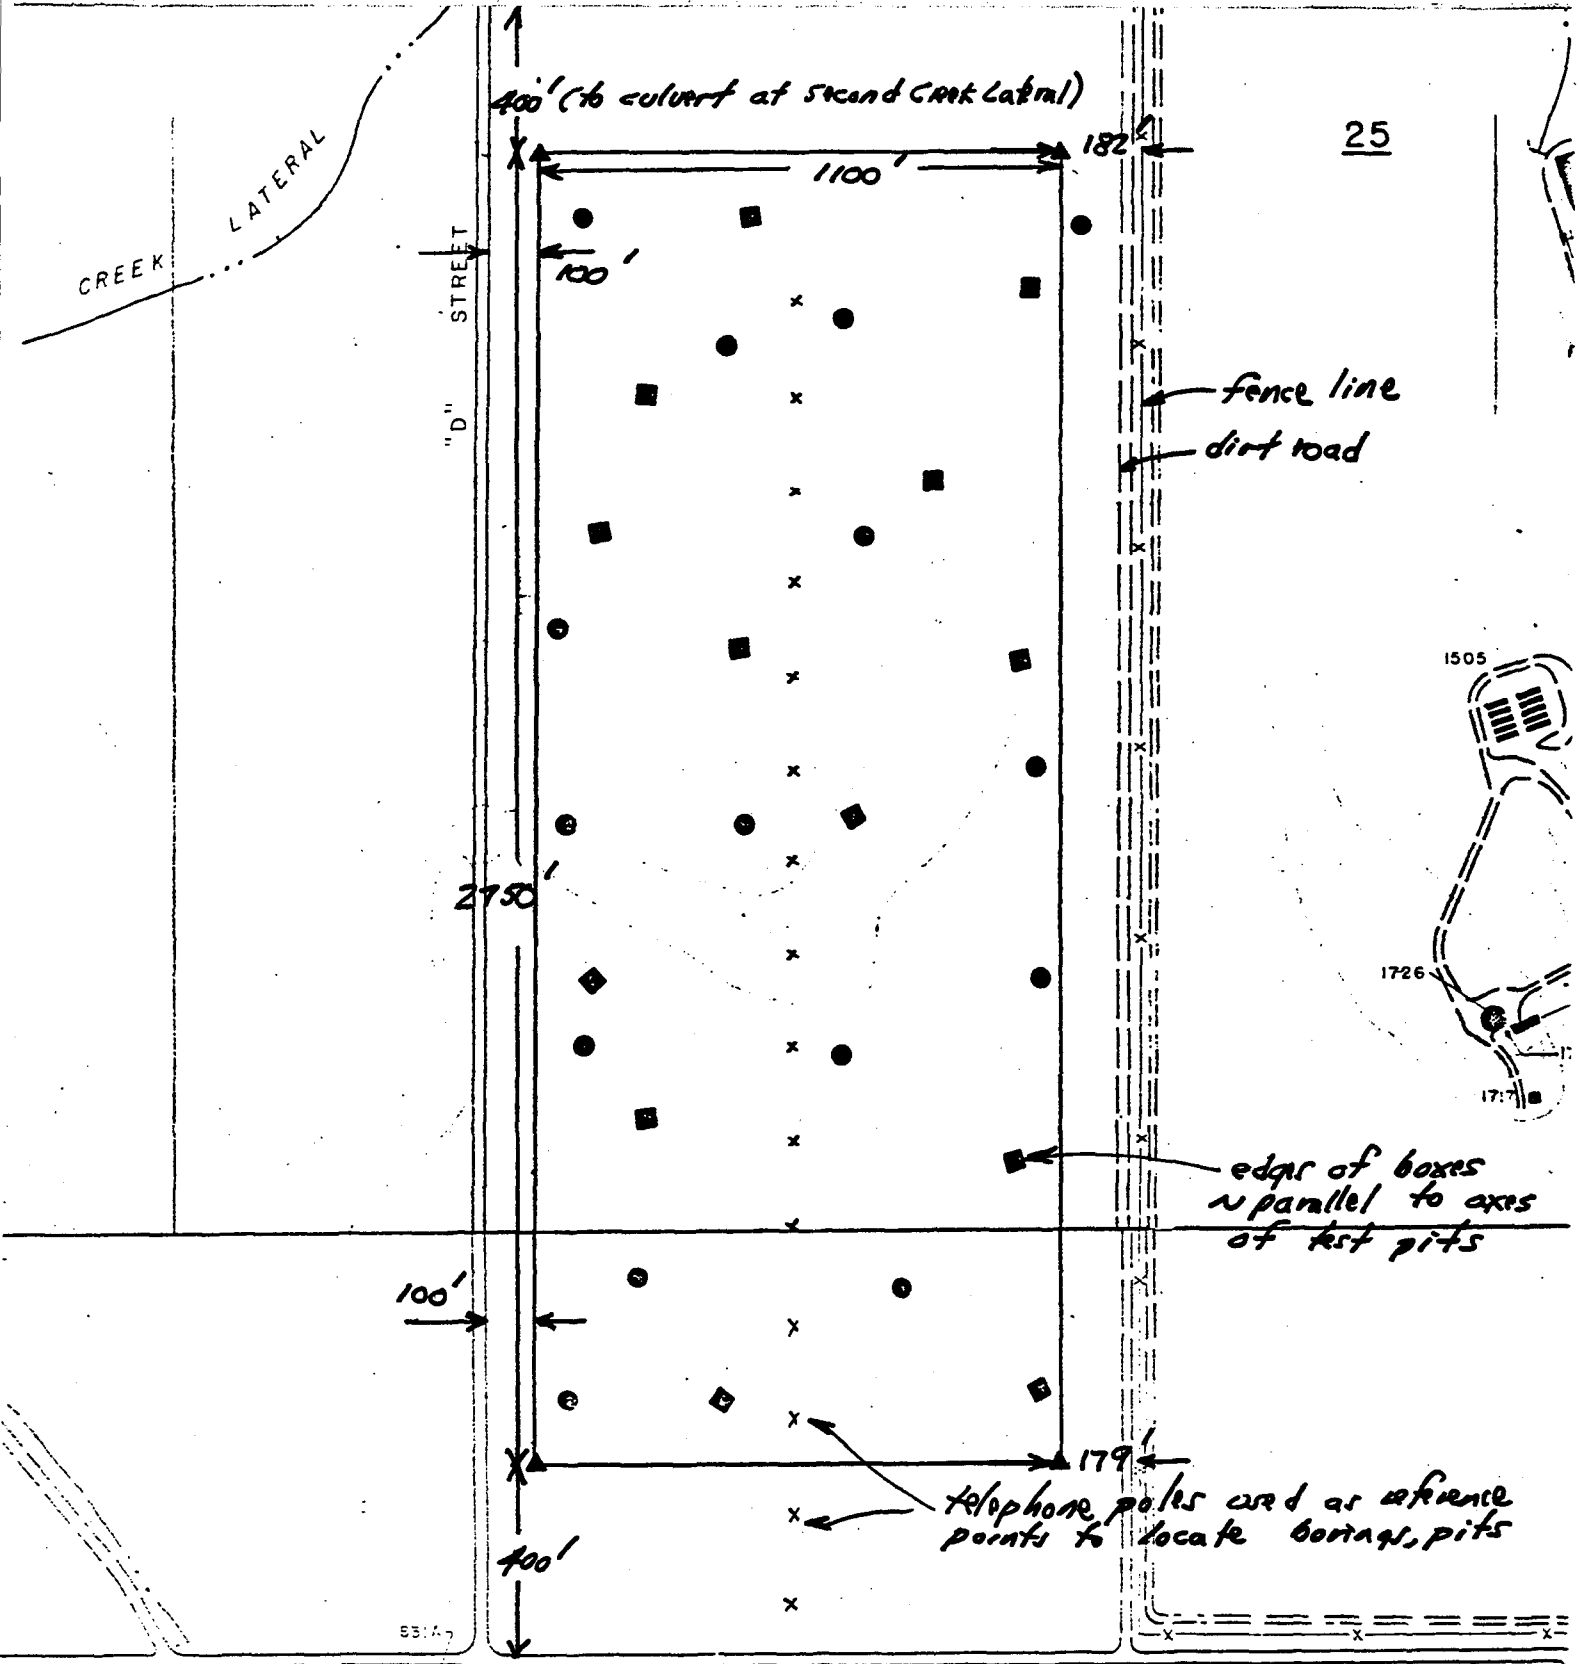 400' (to culvert at Second Creek Lateral)
182'
25
1100'
LATERAL
CREEK
100'
"D" STREET
fence line
dirt road
1505
2750'
1726
1717
edges of boxes
~ parallel to axes
of test pits
100'
179'
telephone poles used as reference
points to locate borings, pits
400'